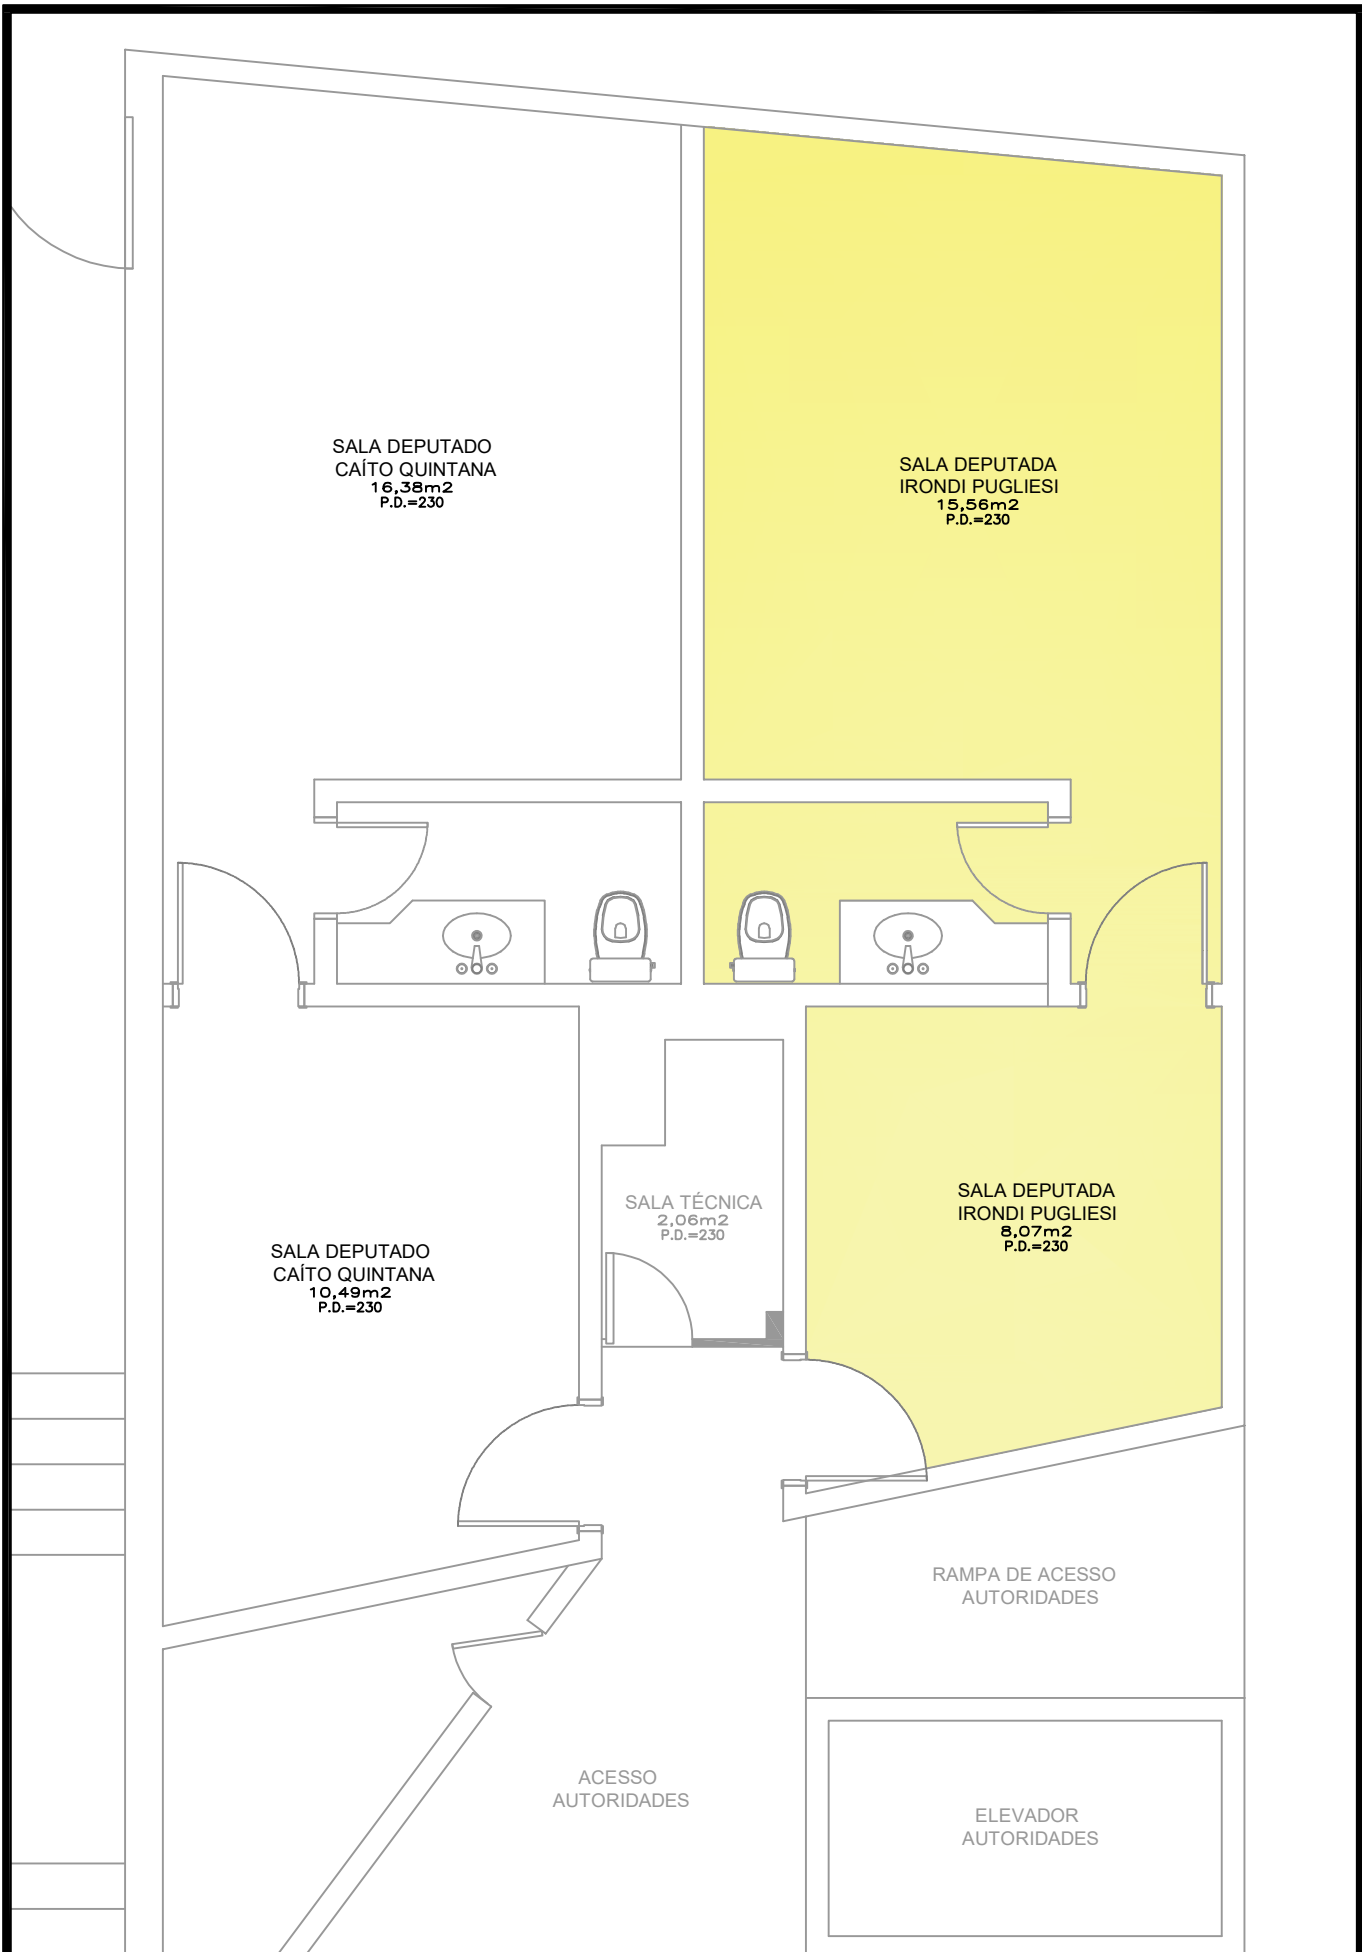 SALA DEPUTADO
CAÍTO QUINTANA
16,38m2
P.D.=230
SALA DEPUTADA
IRONDI PUGLIESI
15,56m2
P.D.=230
SALA TÉCNICA
2,06m2
P.D.=230
SALA DEPUTADA
IRONDI PUGLIESI
8,07m2
P.D.=230
SALA DEPUTADO
CAÍTO QUINTANA
10,49m2
P.D.=230
RAMPA DE ACESSO
AUTORIDADES
ACESSO
AUTORIDADES
ELEVADOR
AUTORIDADES